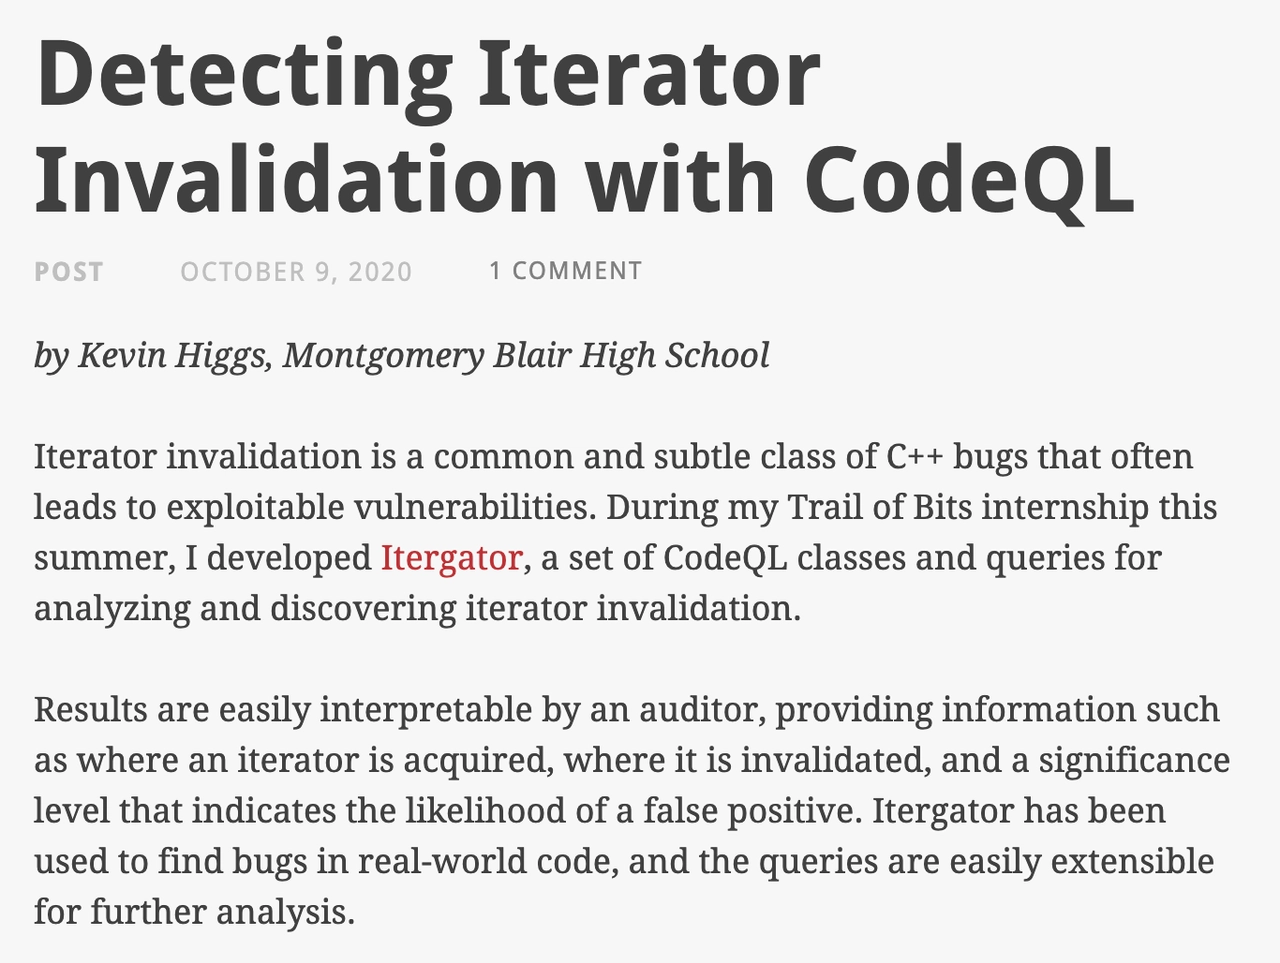 Detecting Iterator
Invalidation with CodeQL
POST OCTOBER 9, 2020 1 COMMENT
by Kevin Higgs, Montgomery Blair High School
Iterator invalidation is a common and subtle class of C++ bugs that often
leads to exploitable vulnerabilities. During my Trail of Bits internship this
summer, I developed Itergator, a set of CodeQL classes and queries for
analyzing and discovering iterator invalidation.
Results are easily interpretable by an auditor, providing information such
as where an iterator is acquired, where it is invalidated, and a significance
level that indicates the likelihood of a false positive. Itergator has been
used to find bugs in real-world code, and the queries are easily extensible
for further analysis.